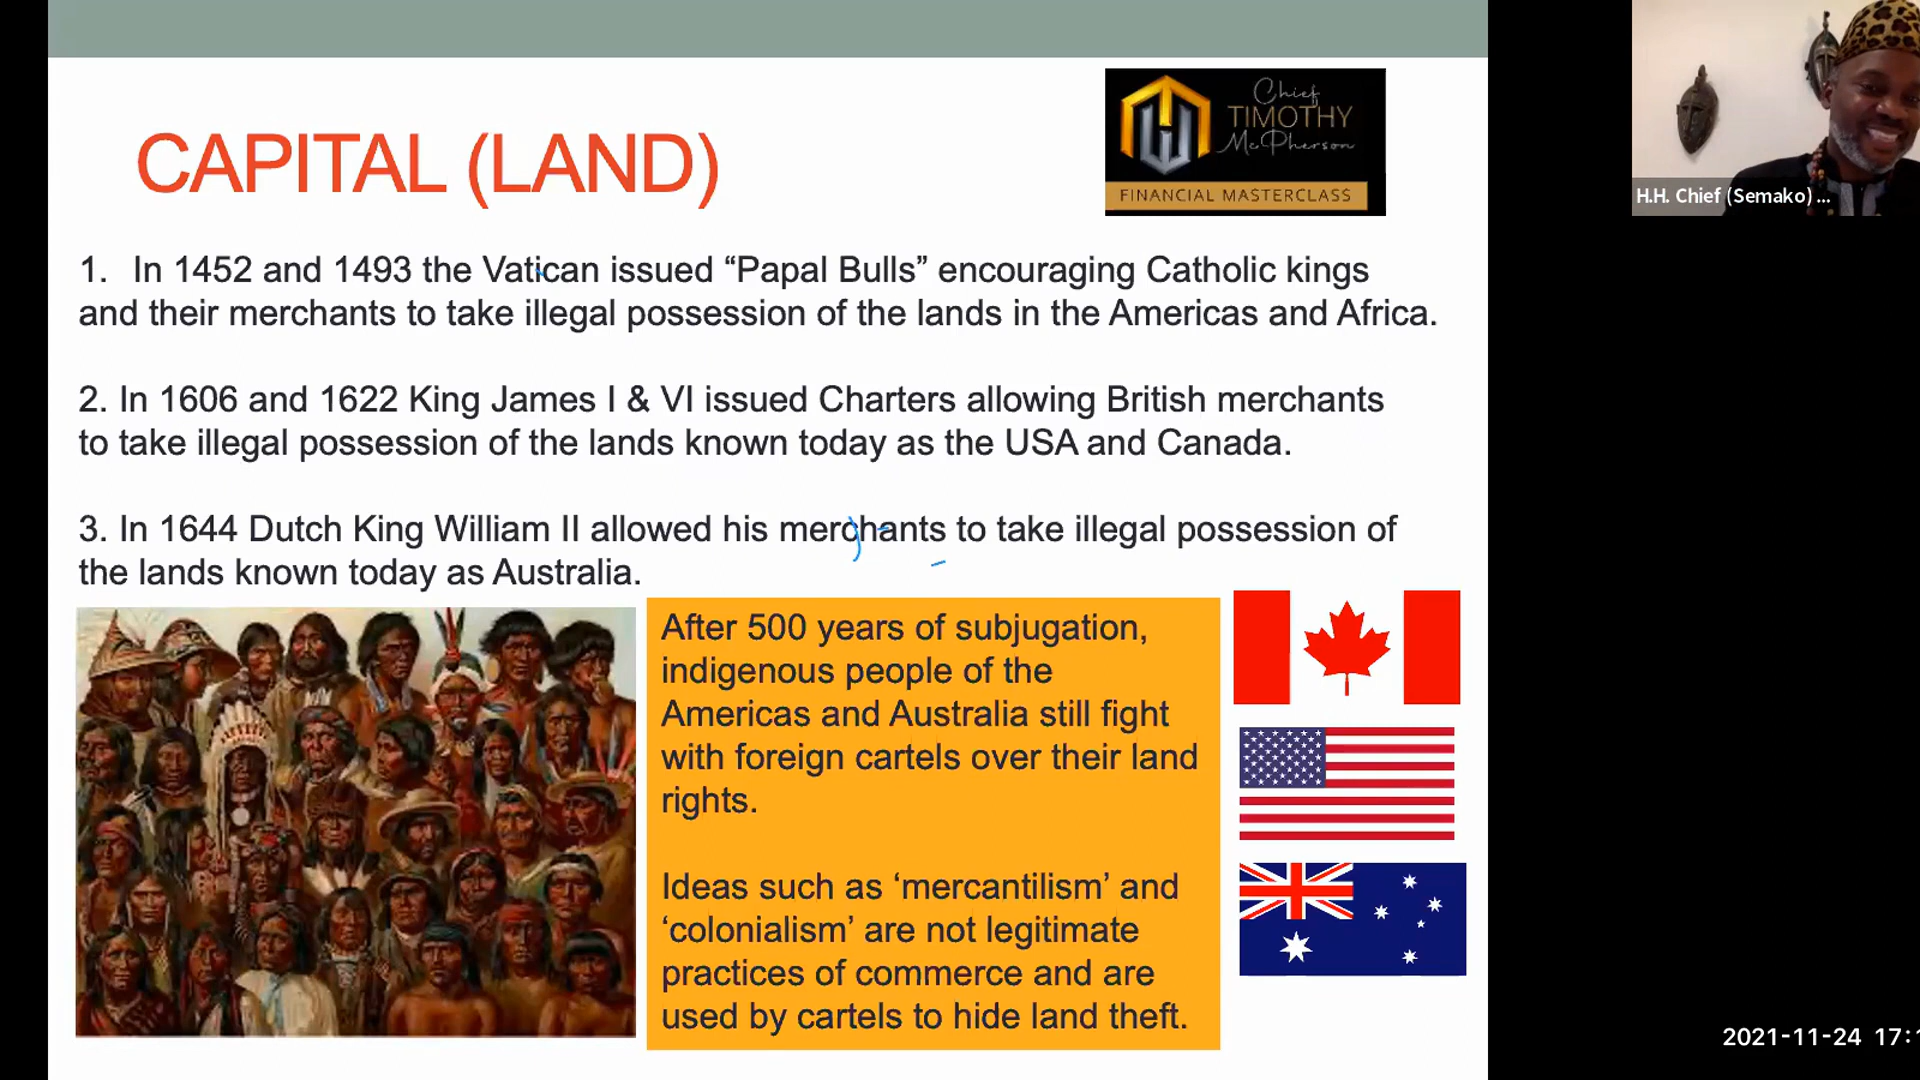 CAPITAL (LAND)
Chief
TIMOTHY
McPherson
FINANCIAL MASTERCLASS
H.H. Chief (Semako) ...
1. In 1452 and 1493 the Vatican issued “Papal Bulls” encouraging Catholic kings
and their merchants to take illegal possession of the lands in the Americas and Africa.
2. In 1606 and 1622 King James I & VI issued Charters allowing British merchants
to take illegal possession of the lands known today as the USA and Canada.
3. In 1644 Dutch King William II allowed his merchants to take illegal possession of
the lands known today as Australia.
After 500 years of subjugation,
indigenous people of the
Americas and Australia still fight
with foreign cartels over their land
rights.
Ideas such as ‘mercantilism’ and
‘colonialism’ are not legitimate
practices of commerce and are
used by cartels to hide land theft.
2021-11-24 17: